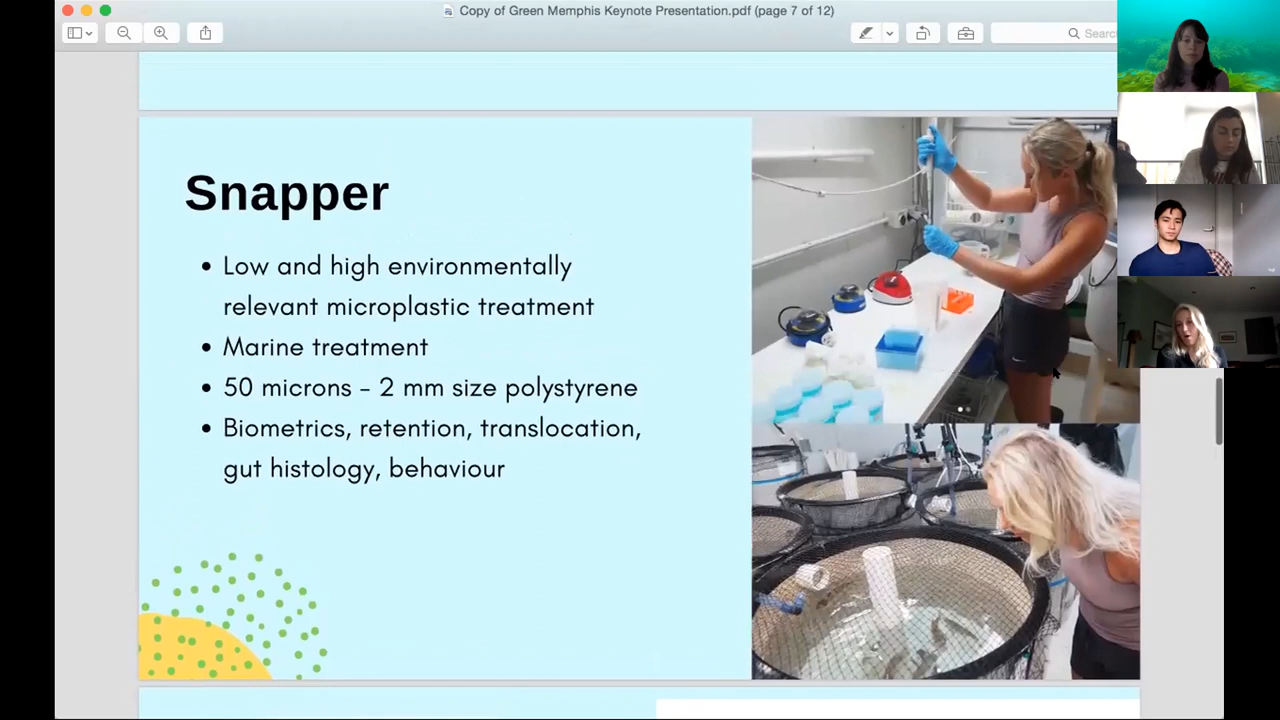 Copy of Green Memphis Keynote Presentation.pdf (page 7 of 12)
Search
Snapper
• Low and high environmentally
relevant microplastic treatment
• Marine treatment
• 50 microns - 2 mm size polystyrene
• Biometrics, retention, translocation,
gut histology, behaviour